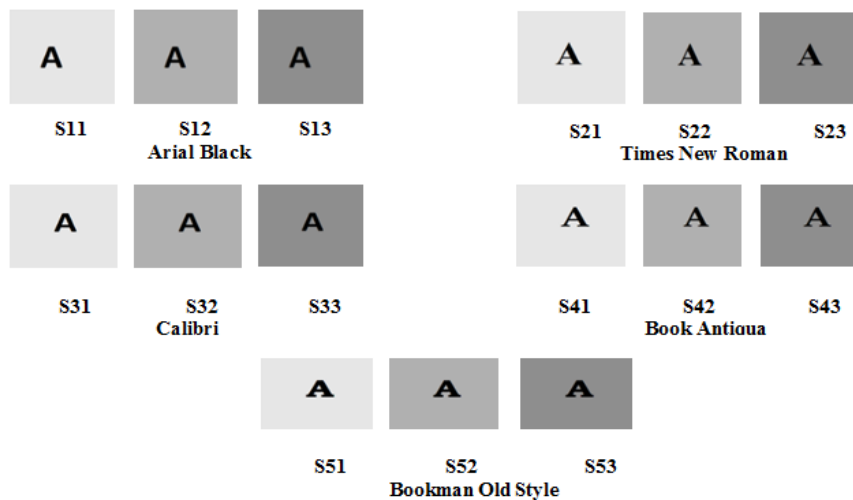 A A A A A A
S11 S12 S13 S21 S22 S23
Arial Black Times New Roman
A A A A A A
S31 S32 S33 S41 S42 S43
Calibri Book Antiqua
A A A
S51 S52 S53
Bookman Old Style